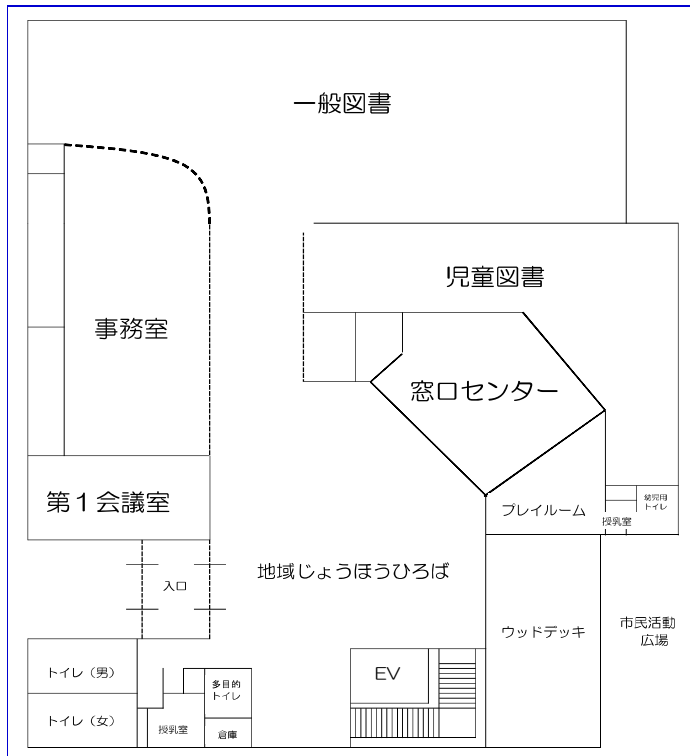 一般図書
児童図書
事務室
窓口センター
第１会議室
プレイルーム
幼児用
トイレ
授乳室
地域じょうほうひろば
入口
ウッドデッキ
市民活動
広場
トイレ（男）
多目的
トイレ
EV
トイレ（女）
授乳室
倉庫